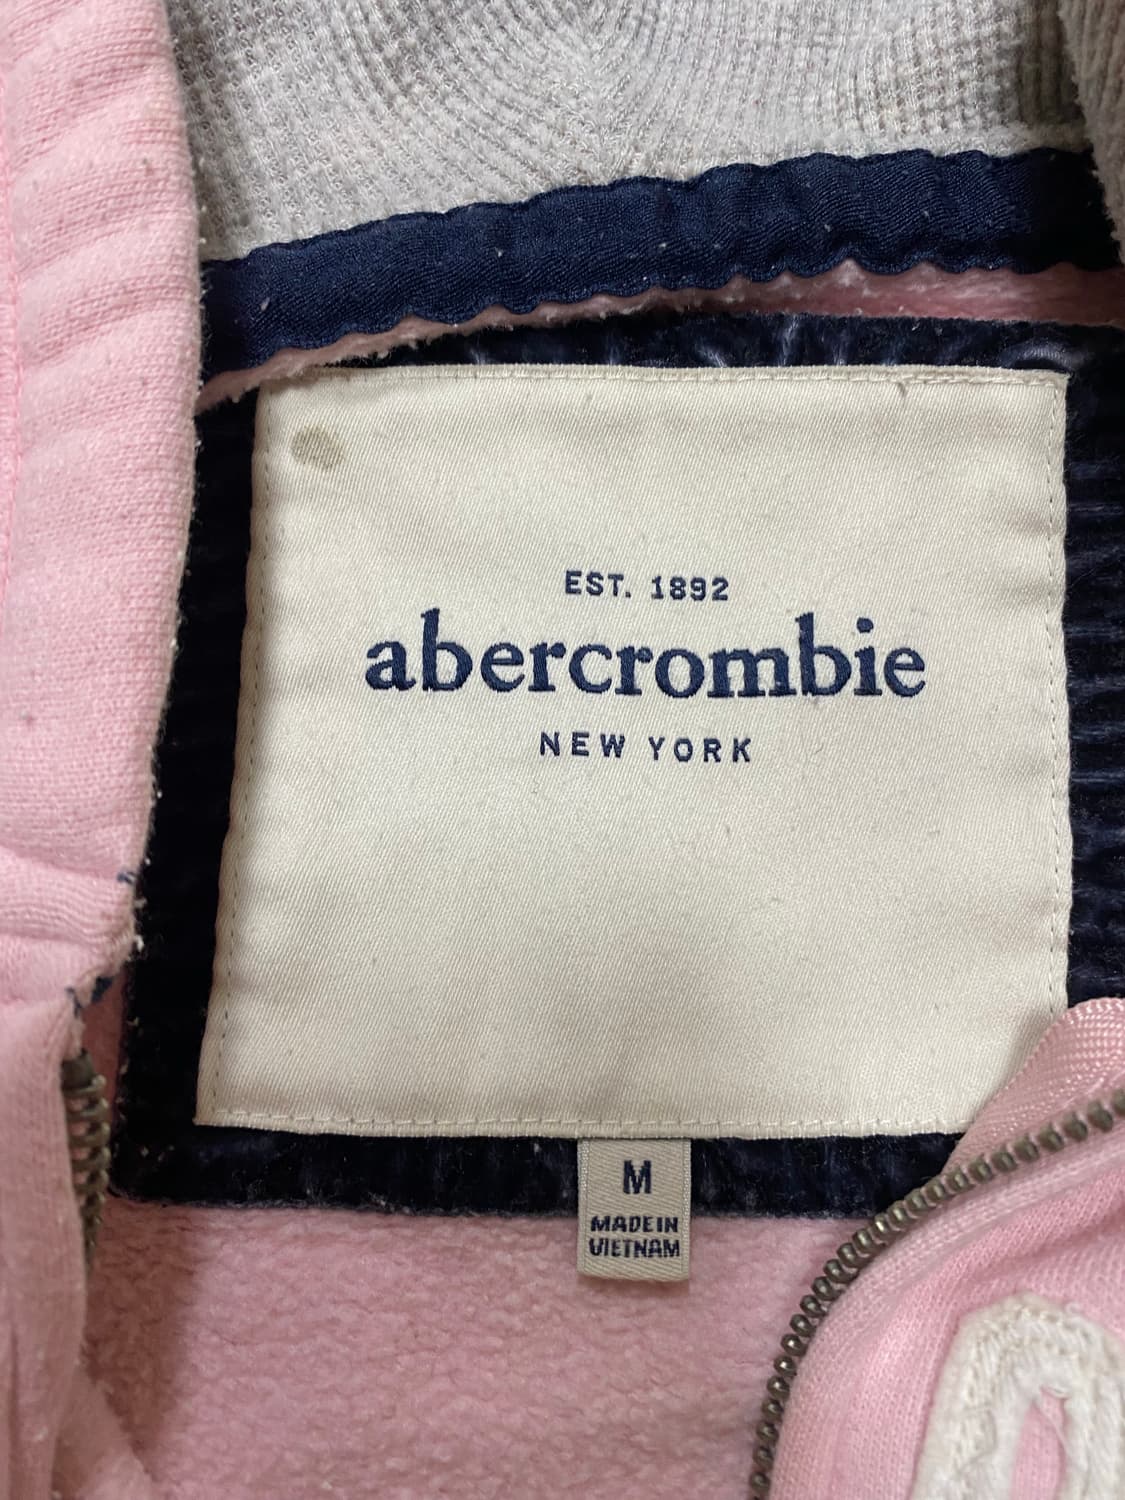 EST. 1892
abercrombie
NEW YORK
M
MADE IN
VIETNAM